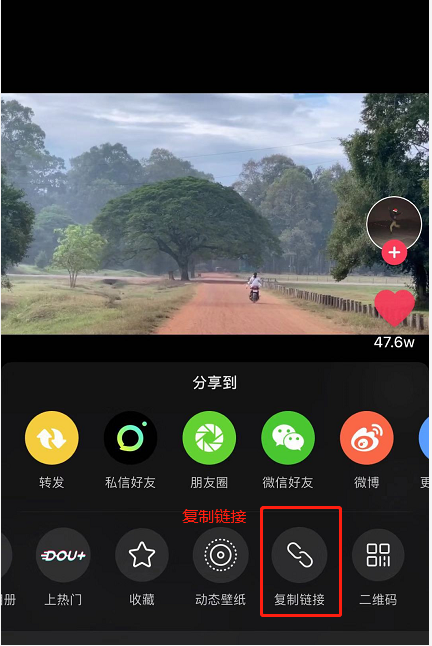 47.6w
分享到
转发
私信好友
朋友圈
微信好友
微博
更
复制链接
DOU+
册
上热门
收藏
动态壁纸
复制链接
二维码